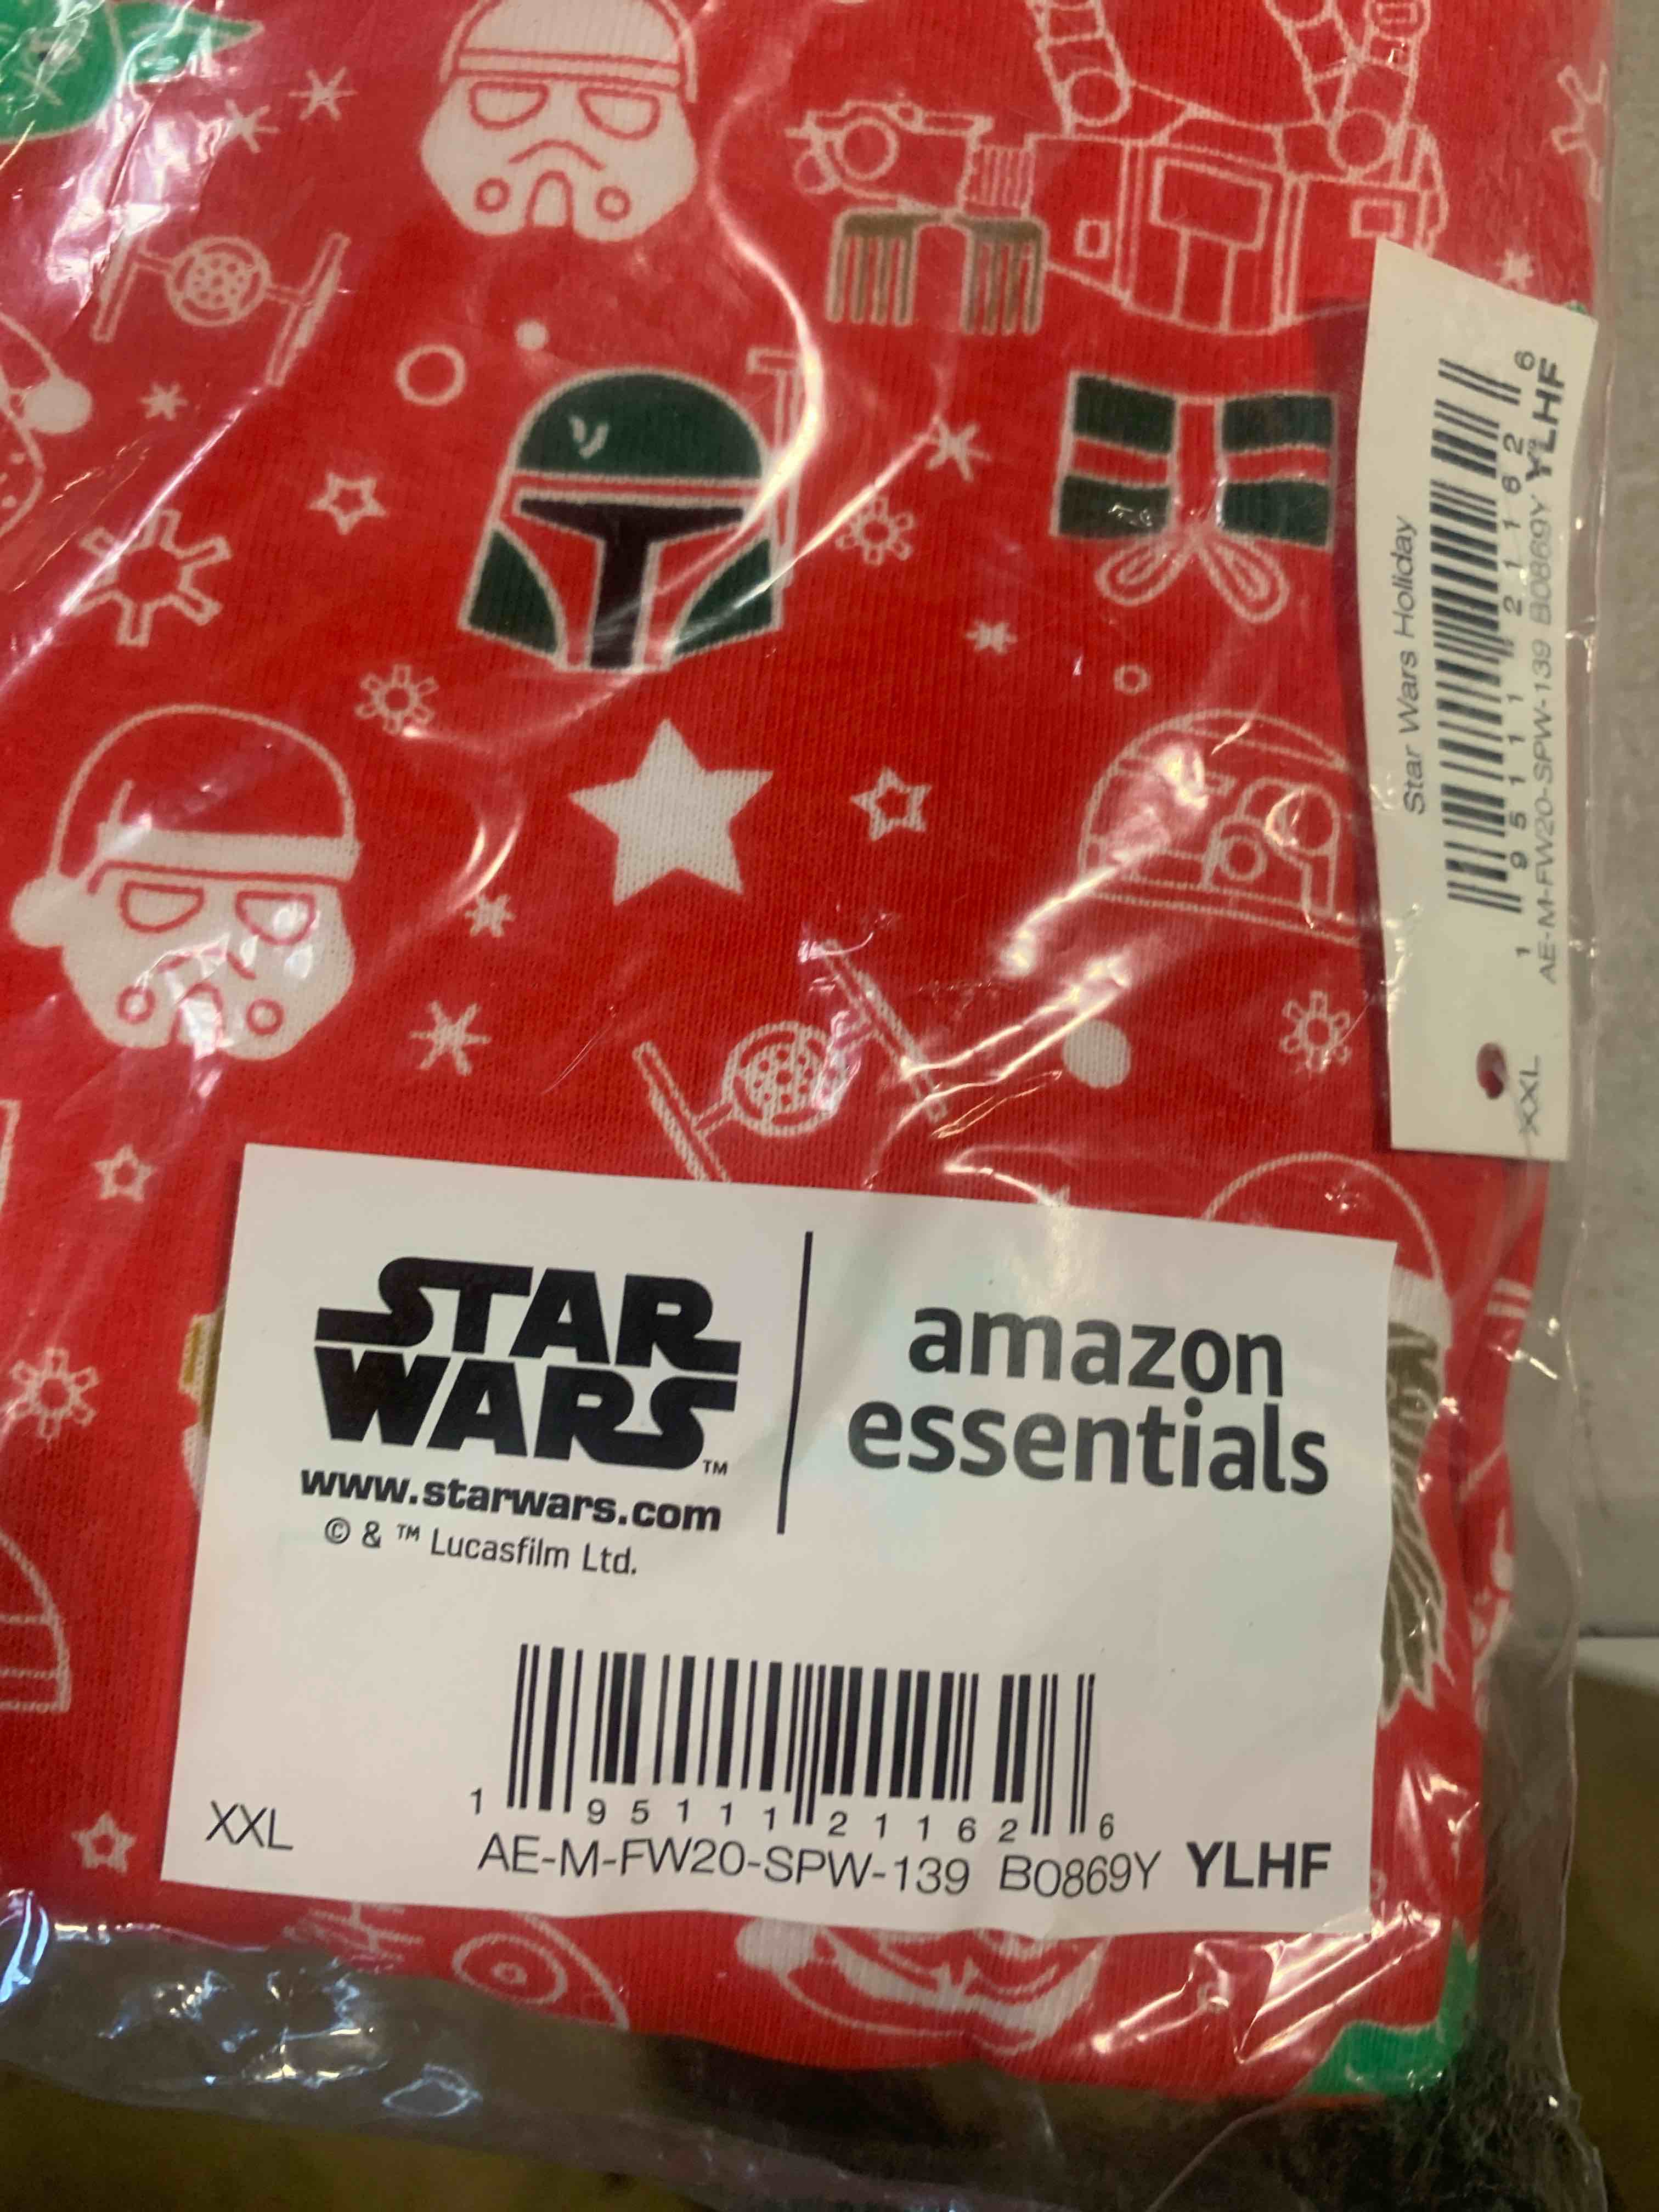 Star Wars Holiday
1 95111 21162 6
AE-M-FW20-SPW-139 B0869Y YLHF
XXL
STAR
WARS
TM
www.starwars.com
© & ™ Lucasfilm Ltd.
amazon
essentials
1 95111 21162 6
XXL
AE-M-FW20-SPW-139 B0869Y YLHF